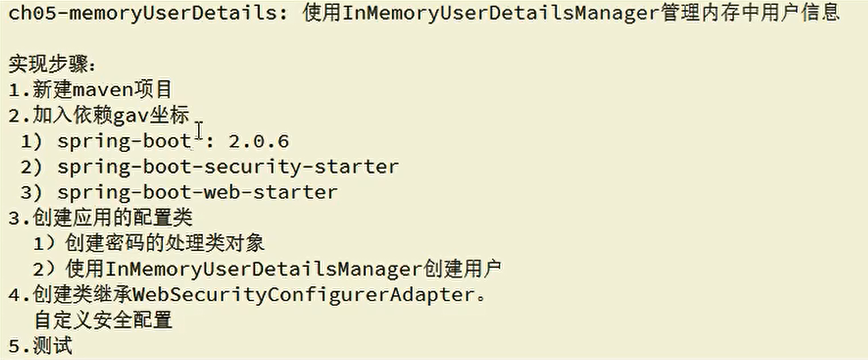 ch05-memoryUserDetails: 使用InMemoryUserDetailsManager管理内存中用户信息
实现步骤:
1.新建maven项目
2.加入依赖gav坐标
1) spring-boot : 2.0.6
2) spring-boot-security-starter
3) spring-boot-web-starter
3.创建应用的配置类
1）创建密码的处理类对象
2）使用InMemoryUserDetailsManager创建用户
4.创建类继承WebSecurityConfigurerAdapter。
自定义安全配置
5.测试